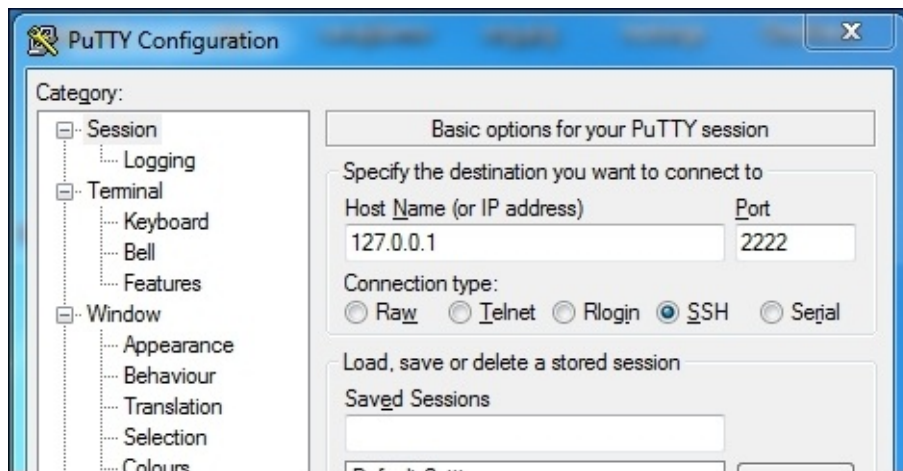 PuTTY Configuration
Category:
Session
Logging
Terminal
Keyboard
Bell
Features
Window
Appearance
Behaviour
Translation
Selection
Colours
Basic options for your PuTTY session
Specify the destination you want to connect to
Host Name (or IP address) Port
127.0.0.1 2222
Connection type:
Raw Telnet Rlogin SSH Serial
Load, save or delete a stored session
Saved Sessions